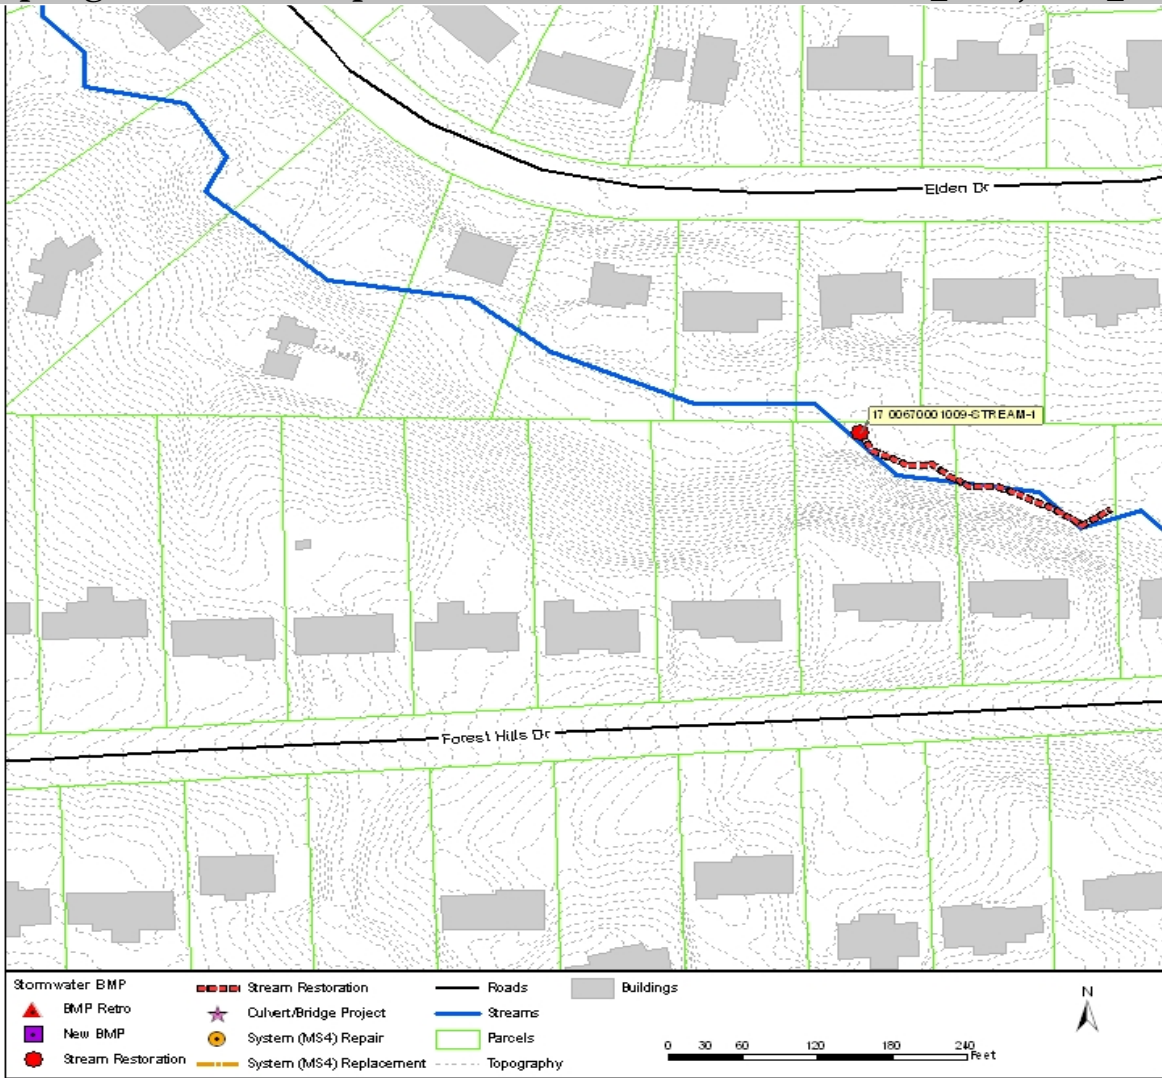 Elden Dr
17 00670001009-STREAM-1
Forest Hills Dr
Stormwater BMP
BMP Retro
New BMP
Stream Restoration
Stream Restoration
Culvert/Bridge Project
System (MS4) Repair
System (MS4) Replacement
Roads
Streams
Parcels
Topography
Buildings
N
0 30 60 120 180 240
Feet